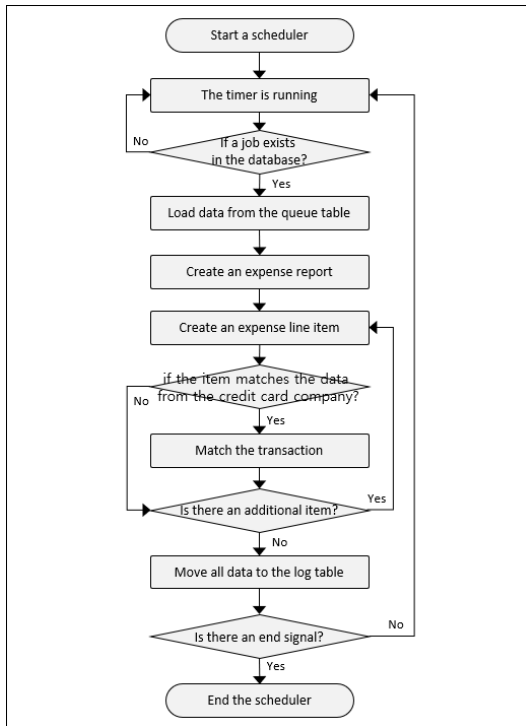 Start a scheduler
The timer is running
No
If a job exists
in the database?
Yes
Load data from the queue table
Create an expense report
Create an expense line item
if the item matches the data
from the credit card company?
No
Yes
Match the transaction
Is there an additional item?
Yes
No
Move all data to the log table
Is there an end signal?
No
Yes
End the scheduler